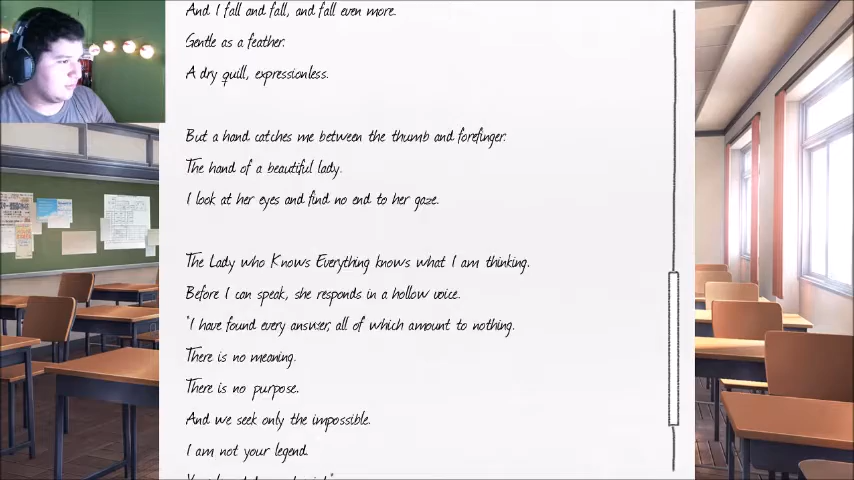 And I fall and fall, and fall even more.
Gentle as a feather.
A dry quill, expressionless.
But a hand catches me between the thumb and forefinger.
The hand of a beautiful lady.
I look at her eyes and find no end to her gaze.
The Lady who Knows Everything knows what I am thinking.
Before I can speak, she responds in a hollow voice.
"I have found every answer, all of which amount to nothing.
There is no meaning.
There is no purpose.
And we seek only the impossible.
I am not your legend.